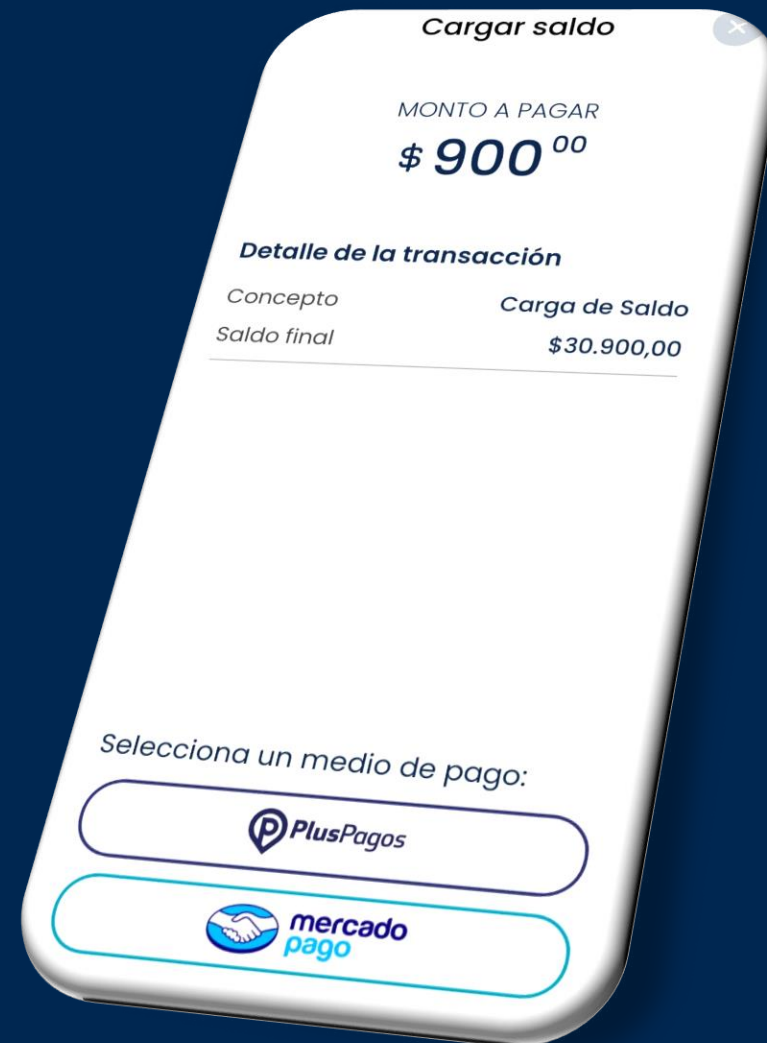 Cargar saldo
MONTO A PAGAR
$ 900 00
Detalle de la transacción
Concepto Carga de Saldo
Saldo final $30.900,00
Selecciona un medio de pago:
PlusPagos
mercado
pago